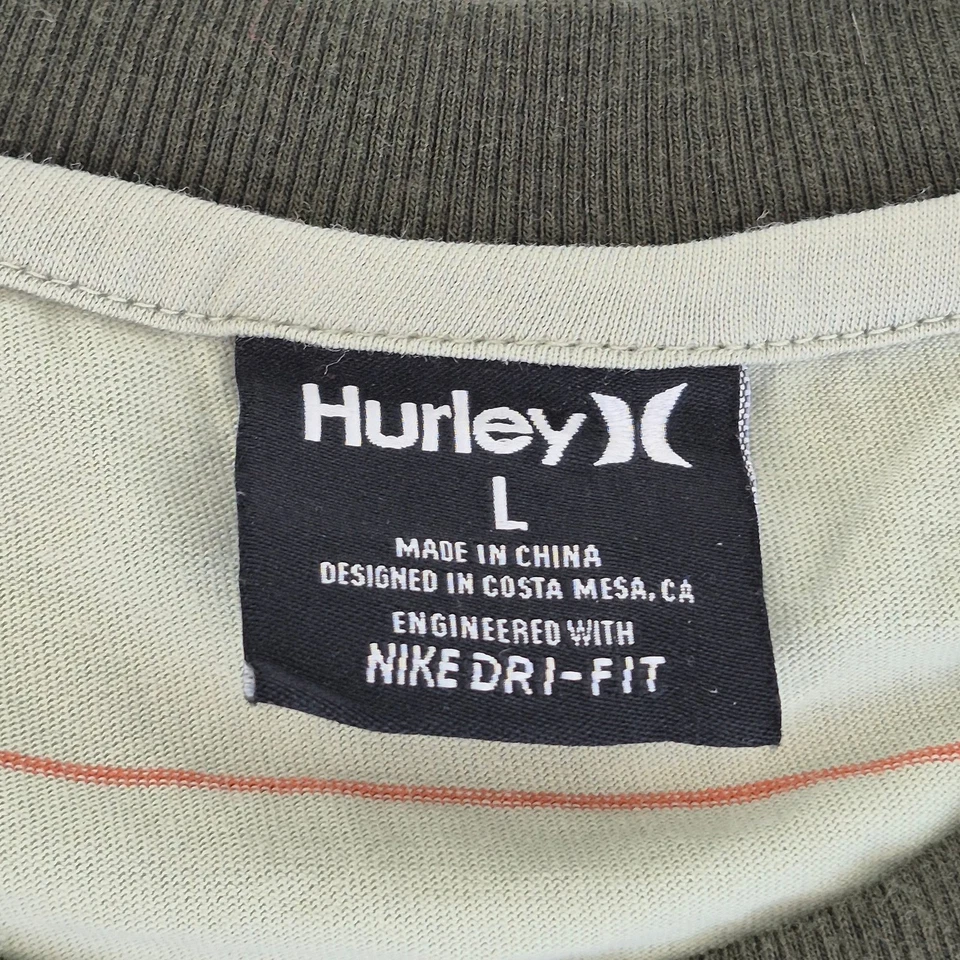 Hurley
L
MADE IN CHINA
DESIGNED IN COSTA MESA, CA
ENGINEERED WITH
NIKE DRI-FIT